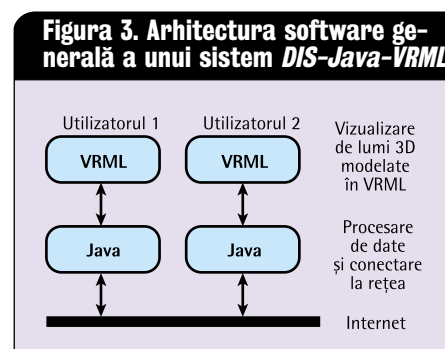 Figura 3. Arhitectura software ge-
nerală a unui sistem DIS-Java-VRML
Utilizatorul 1 Utilizatorul 2
VRML VRML
Vizualizare
de lumi 3D
modelate
în VRML
Java Java
Procesare
de date
și conectare
la rețea
Internet